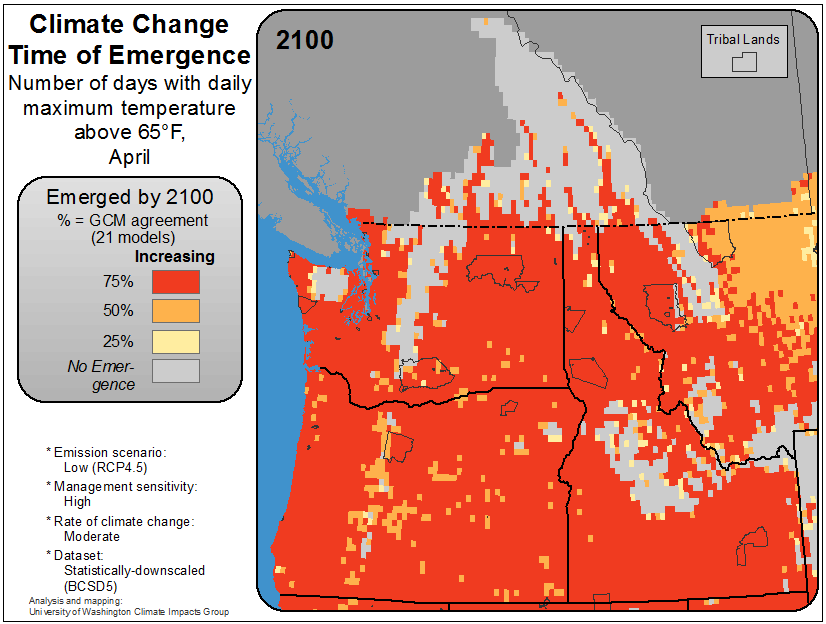 Climate Change
Time of Emergence
Number of days with daily
maximum temperature
above 65°F,
April
Emerged by 2100
% = GCM agreement
(21 models)
Increasing
75%
50%
25%
No Emer-
gence
* Emission scenario:
Low (RCP4.5)
* Management sensitivity:
High
* Rate of climate change:
Moderate
* Dataset:
Statistically-downscaled
(BCSD5)
Analysis and mapping:
University of Washington Climate Impacts Group
2100
Tribal Lands